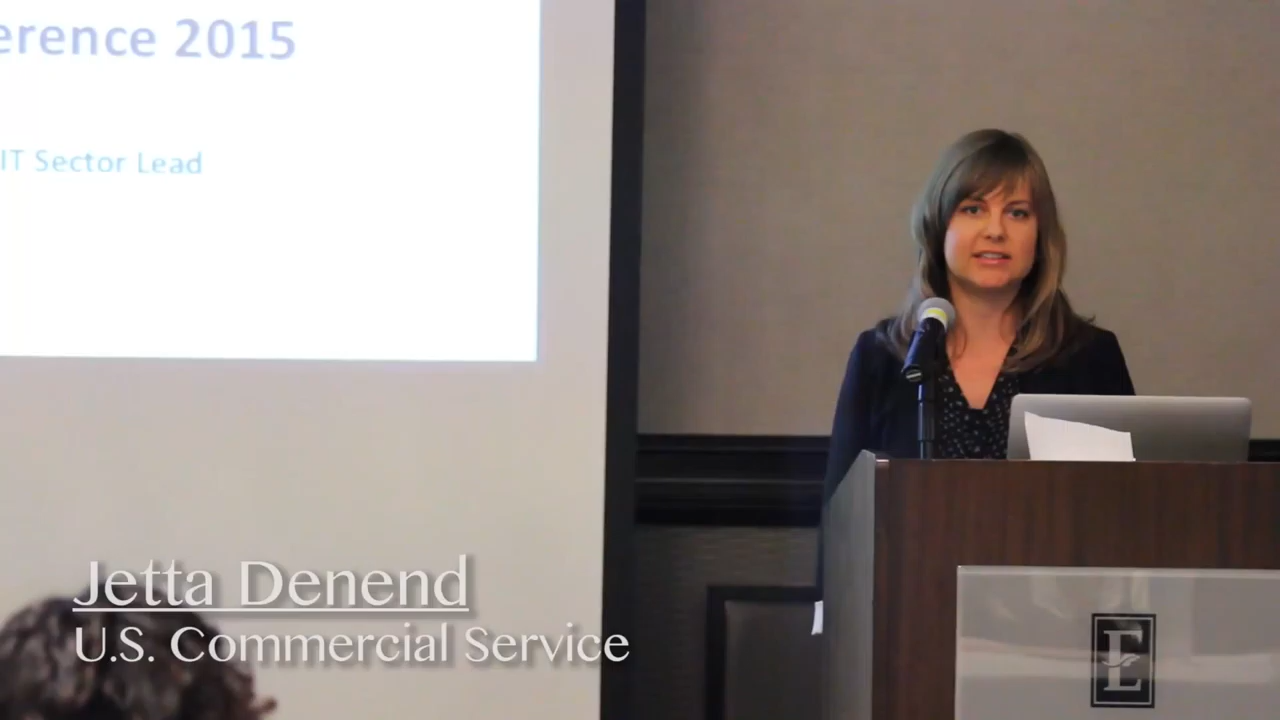 erence 2015
IT Sector Lead
Jetta Denend
U.S. Commercial Service
E